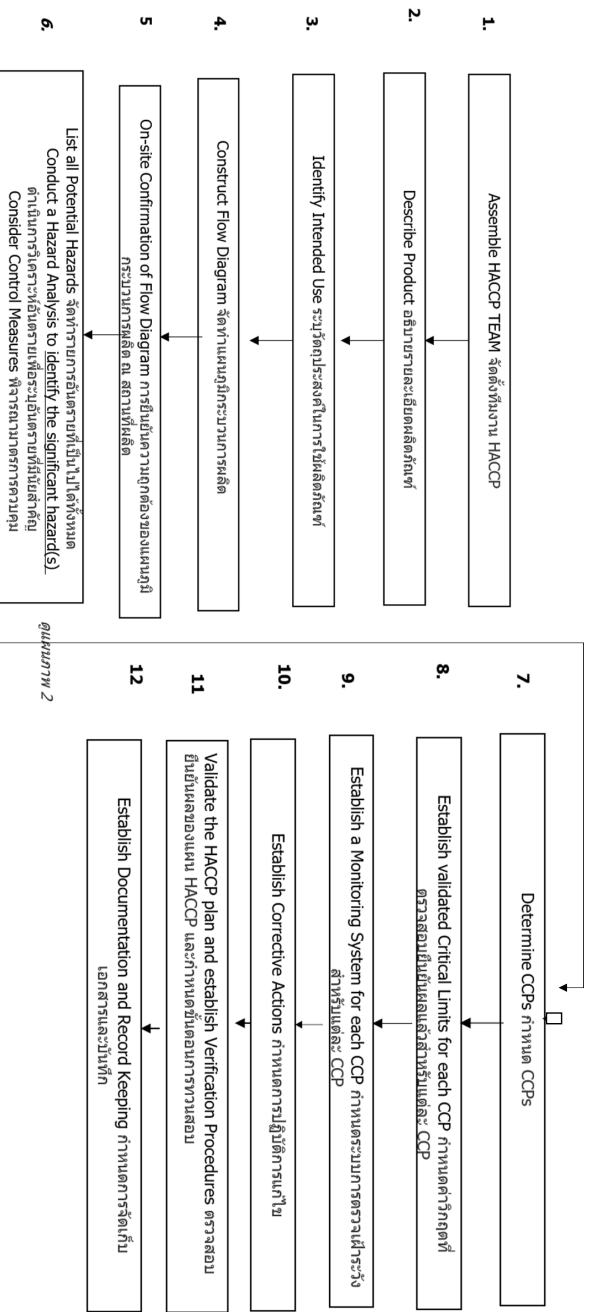 1.
Assemble HACCP TEAM จัดตั้งทีมงาน HACCP
2.
Describe Product อธิบายรายละเอียดผลิตภัณฑ์
3.
Identify Intended Use ระบุวัตถุประสงค์ในการใช้ผลิตภัณฑ์
4.
Construct Flow Diagram จัดทำแผนภูมิกระบวนการผลิต
5
On-site Confirmation of Flow Diagram การยืนยันความถูกต้องของแผนภูมิ
กระบวนการผลิต ณ สถานที่ผลิต
6.
List all Potential Hazards จัดทำรายการอันตรายที่เป็นไปได้ทั้งหมด
Conduct a Hazard Analysis to identify the significant hazard(s)
ดำเนินการวิเคราะห์อันตรายเพื่อระบุอันตรายที่มีนัยสำคัญ
Consider Control Measures พิจารณามาตรการควบคุม
ดูแผนภาพ 2
7.
Determine CCPs กำหนด CCPs
8.
Establish validated Critical Limits for each CCP กำหนดค่าวิกฤตที่
ตรวจสอบยืนยันผลแล้วสำหรับแต่ละ CCP
9.
Establish a Monitoring System for each CCP กำหนดระบบการตรวจเฝ้าระวัง
สำหรับแต่ละ CCP
10.
Establish Corrective Actions กำหนดการปฏิบัติการแก้ไข
11
Validate the HACCP plan and establish Verification Procedures ตรวจสอบ
ยืนยันผลของแผน HACCP และกำหนดขั้นตอนการทวนสอบ
12
Establish Documentation and Record Keeping กำหนดการจัดเก็บ
เอกสารและบันทึก